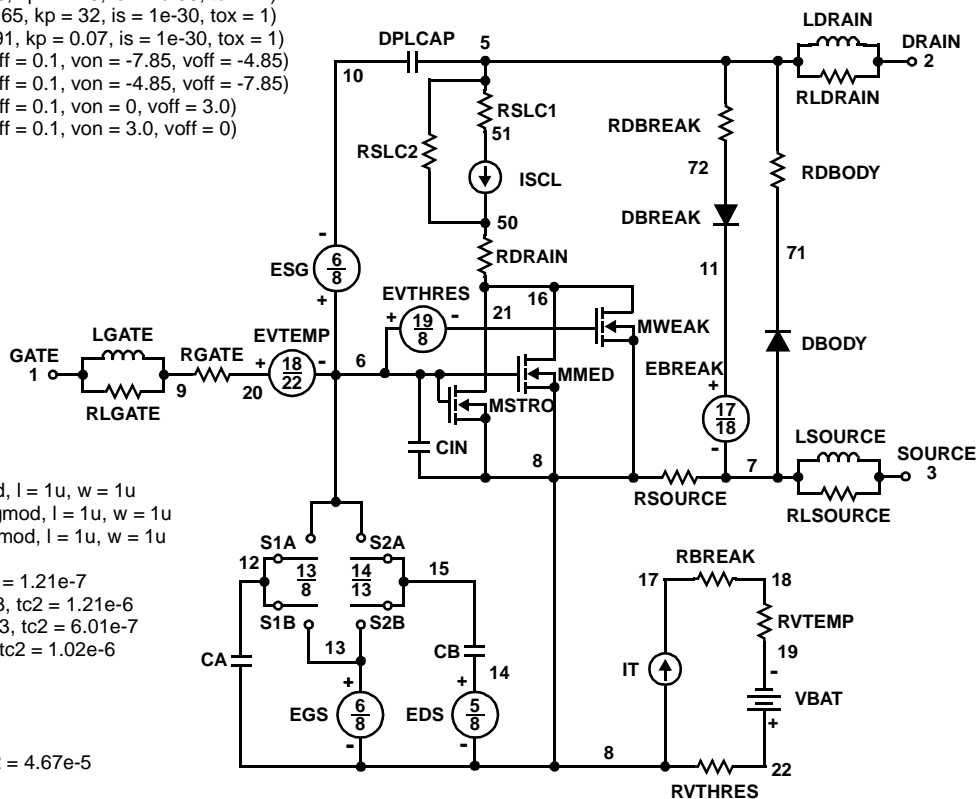 65, kp = 32, is = 1e-30, tox = 1)
91, kp = 0.07, is = 1e-30, tox = 1)
ff = 0.1, von = -7.85, voff = -4.85)
ff = 0.1, von = -4.85, voff = -7.85)
ff = 0.1, von = 0, voff = 3.0)
ff = 0.1, von = 3.0, voff = 0)
LDRAIN
DPLCAP 5
DRAIN
2
10
RLDRAIN
RSLC1
51
RDBREAK
RSLC2
72
RDBODY
ISCL
50
DBREAK
71
RDRAIN
-
ESG
6
8
+
11
16
EVTHRES
21
+ 19 -
8
MWEAK
LGATE
EVTEMP
RGATE
GATE
1
+ 18 -
22
6
9
20
RLGATE
MMED
EBREAK
+
DBODY
MSTRO
17
18
-
LSOURCE
CIN
8
7
SOURCE
3
RSOURCE
RLSOURCE
d, l = 1u, w = 1u
gmod, l = 1u, w = 1u
mod, l = 1u, w = 1u
S1A
S2A
12
13
8
14
13
15
S1B
S2B
RBREAK
17
18
= 1.21e-7
3, tc2 = 1.21e-6
3, tc2 = 6.01e-7
tc2 = 1.02e-6
RVTEMP
13
CB
19
CA
14
IT
-
VBAT
+
+
EGS
6
8
-
+
EDS
5
8
-
= 4.67e-5
8
22
RVTHRES